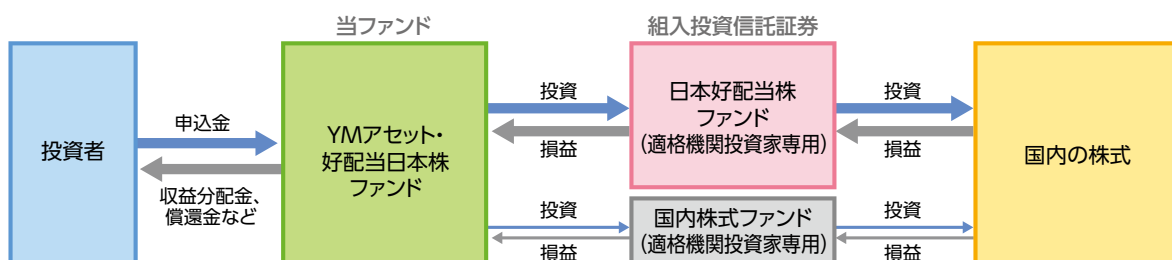 当ファンド
組入投資信託証券
投資者
申込金
収益分配金、
償還金など
YMアセット・
好配当日本株
ファンド
投資
損益
投資
損益
日本好配当株
ファンド
(適格機関投資家専用)
国内株式ファンド
(適格機関投資家専用)
投資
損益
投資
損益
国内の株式